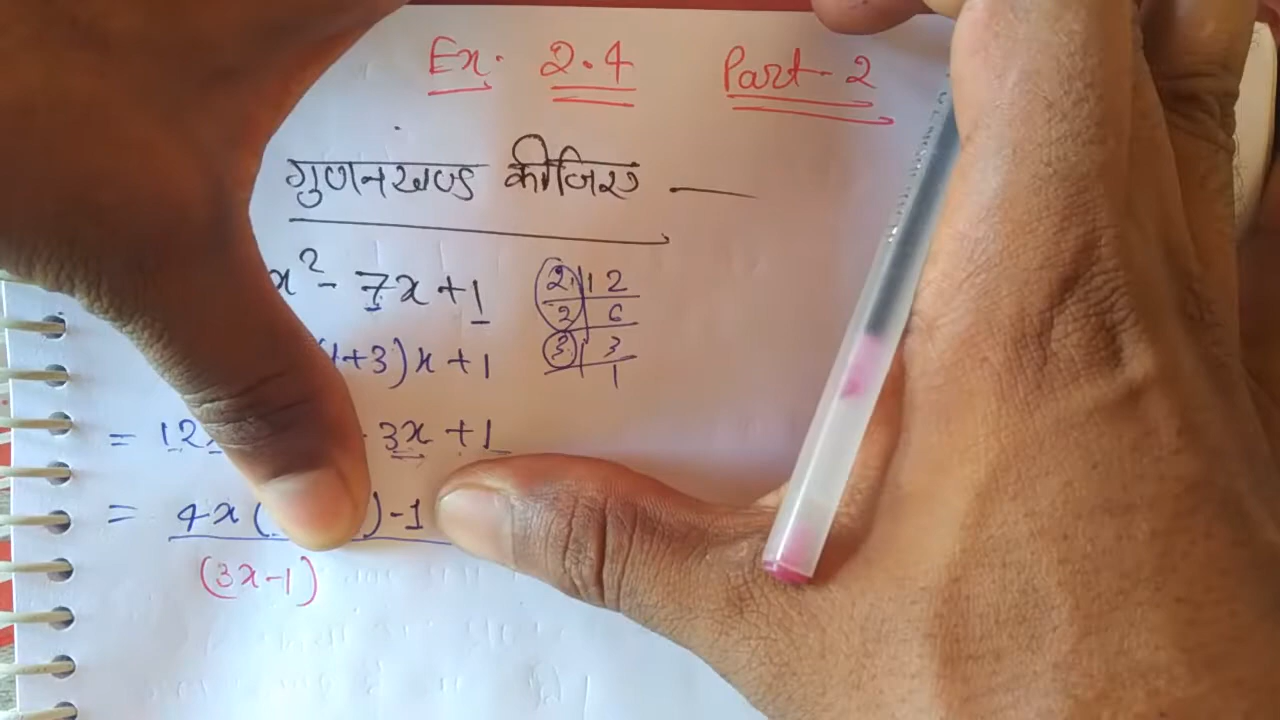 Ex. 2.4 Part-2
गुणनखण्ड कीजिए —
x² - 7x + 1
(4+3)x + 1
= 12 3x + 1
= 4x ( ) - 1
(3x - 1)
2 | 12
2 | 6
3 | 3
1